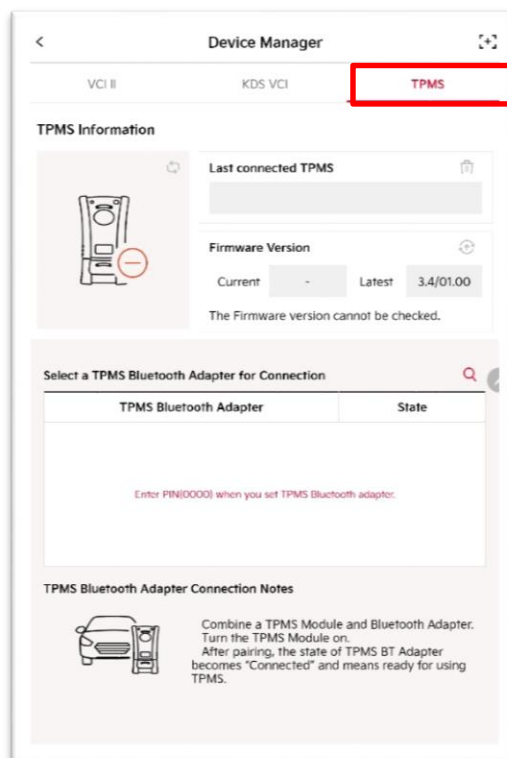 Device Manager
VCI II
KDS VCI
TPMS
TPMS Information
Last connected TPMS
Firmware Version
Current - Latest 3.4/01.00
The Firmware version cannot be checked.
Select a TPMS Bluetooth Adapter for Connection
TPMS Bluetooth Adapter State
Enter PIN(0000) when you set TPMS Bluetooth adapter.
TPMS Bluetooth Adapter Connection Notes
Combine a TPMS Module and Bluetooth Adapter.
Turn the TPMS Module on.
After pairing, the state of TPMS BT Adapter
becomes "Connected" and means ready for using
TPMS.